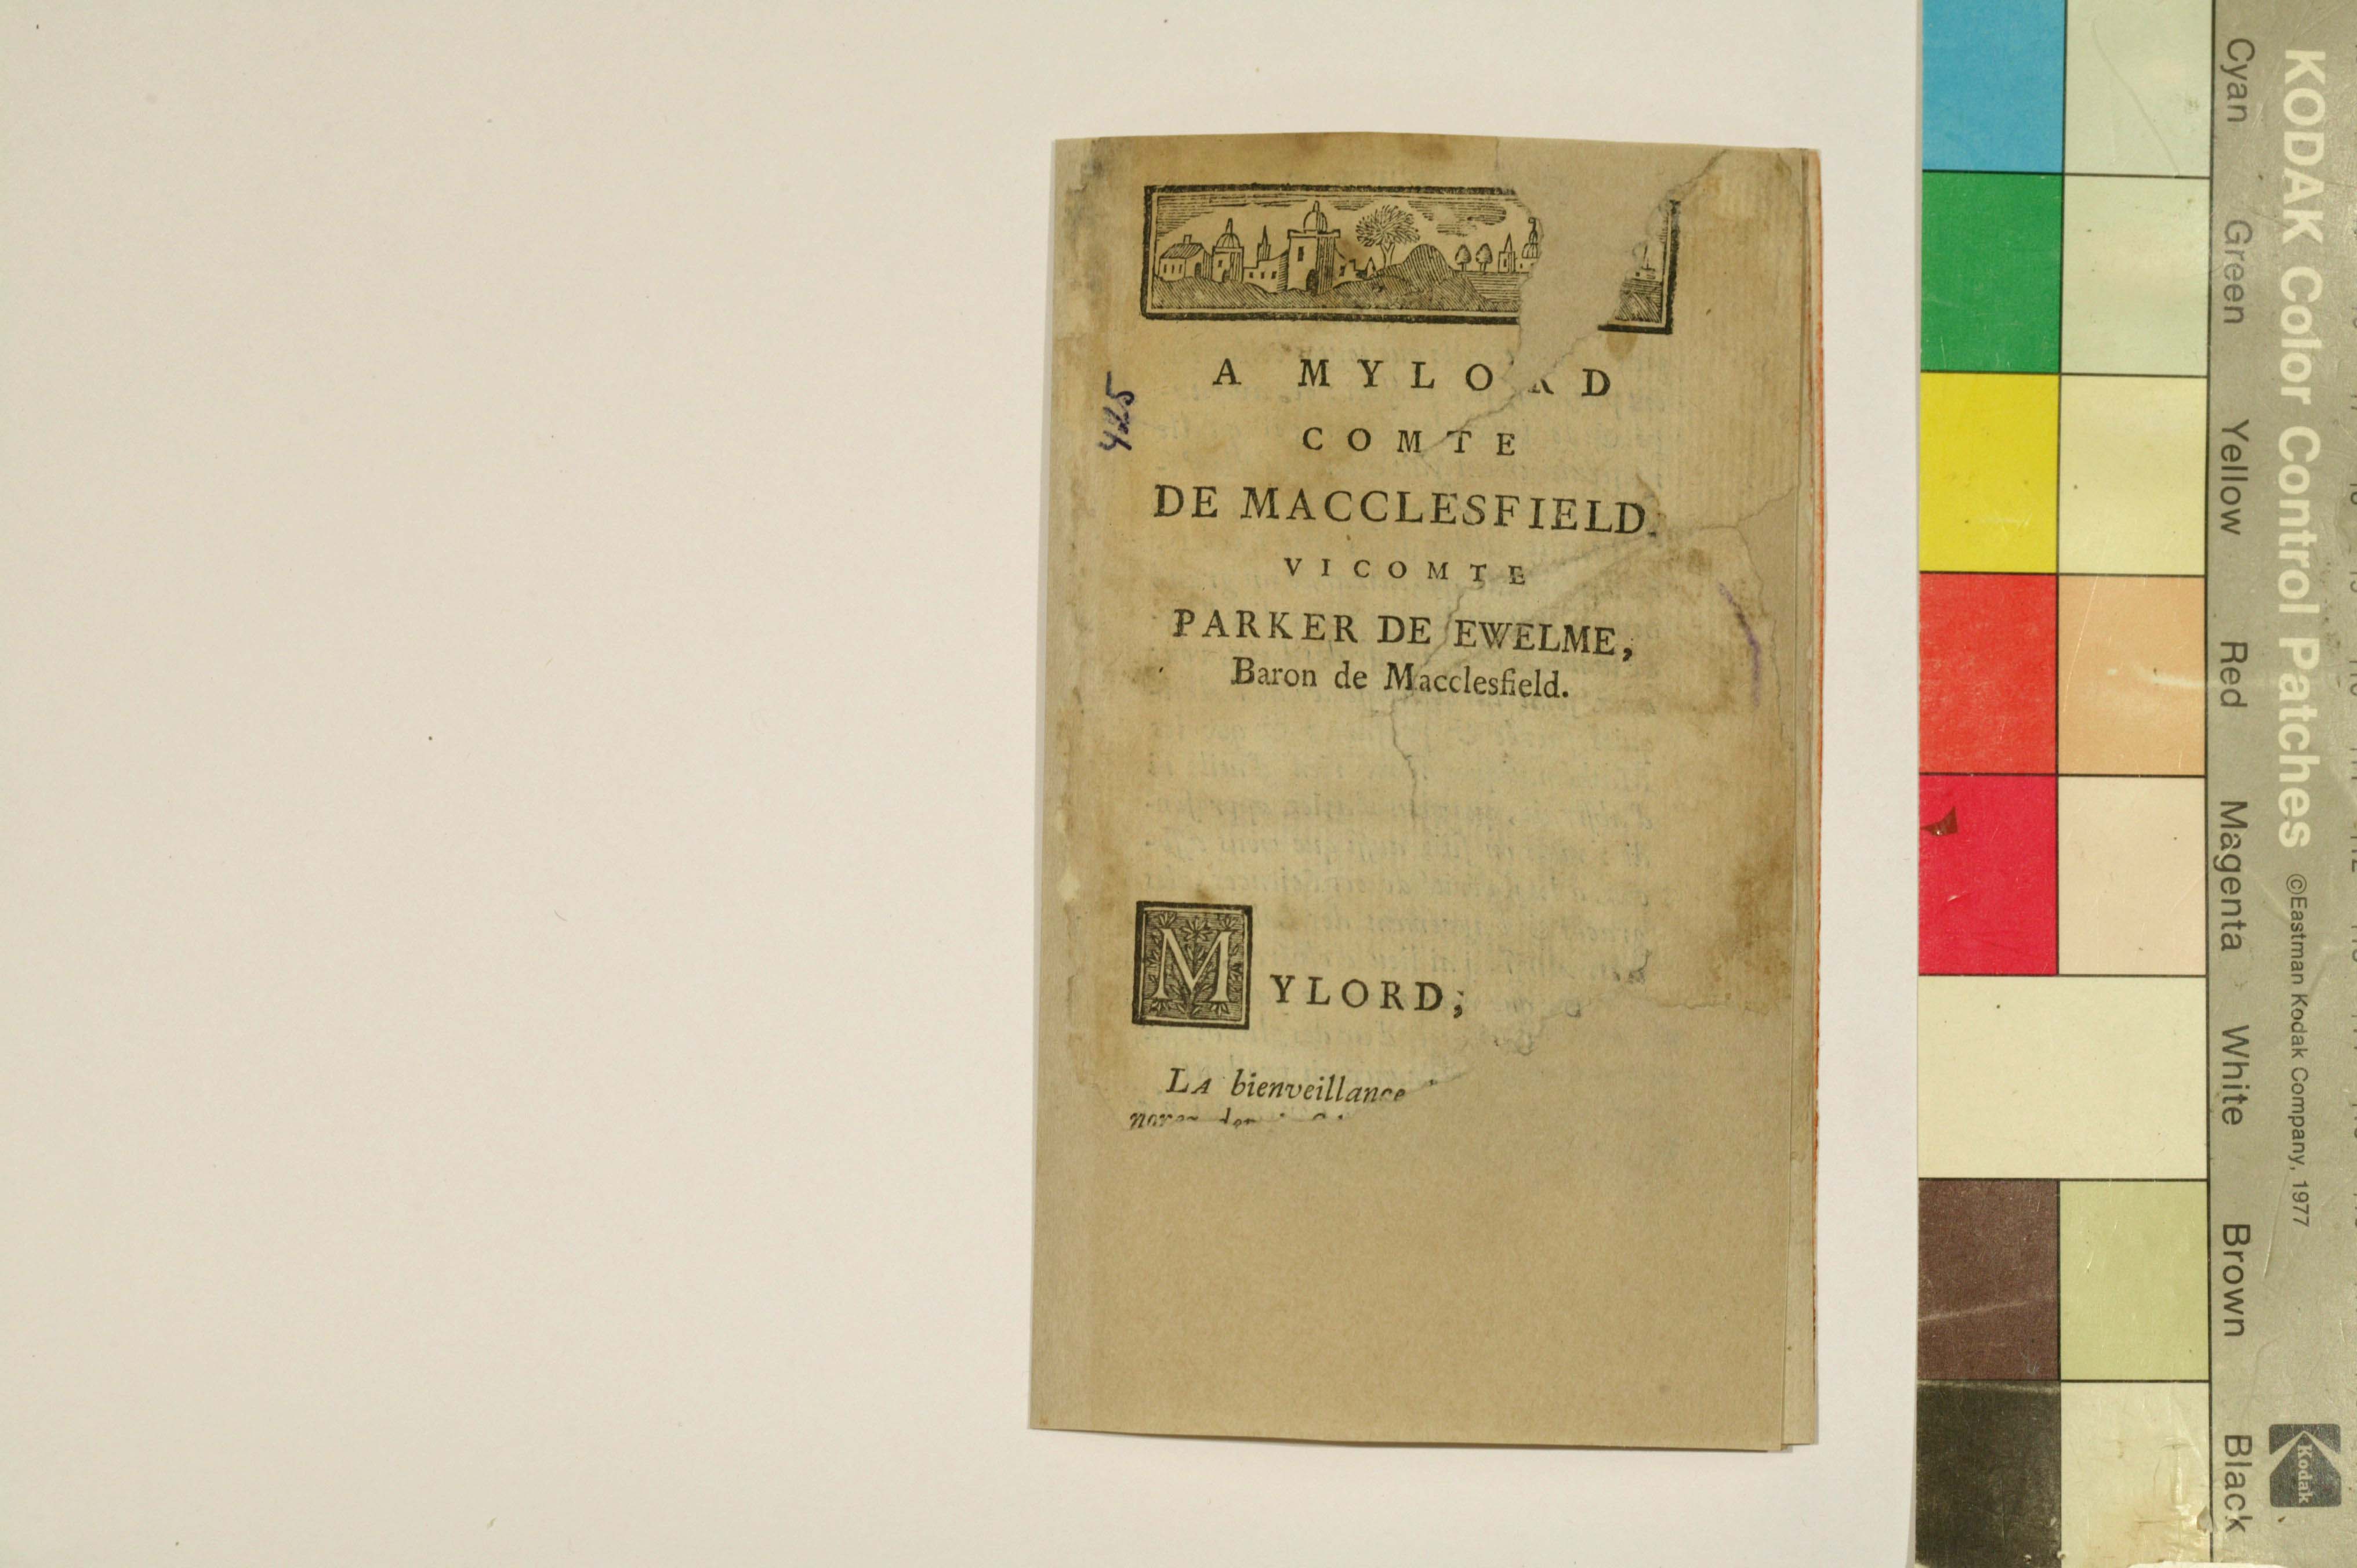 A MYLORD
COMTE
DE MACCLESFIELD.
VICOMTE
PARKER DE EWELME,
Baron de Macclesfield.
MYLORD,
LA bienveillance
KODAK Color Control Patches ©Eastman Kodak Company, 1977
Cyan Green Yellow Red Magenta White Brown Black
Kodak